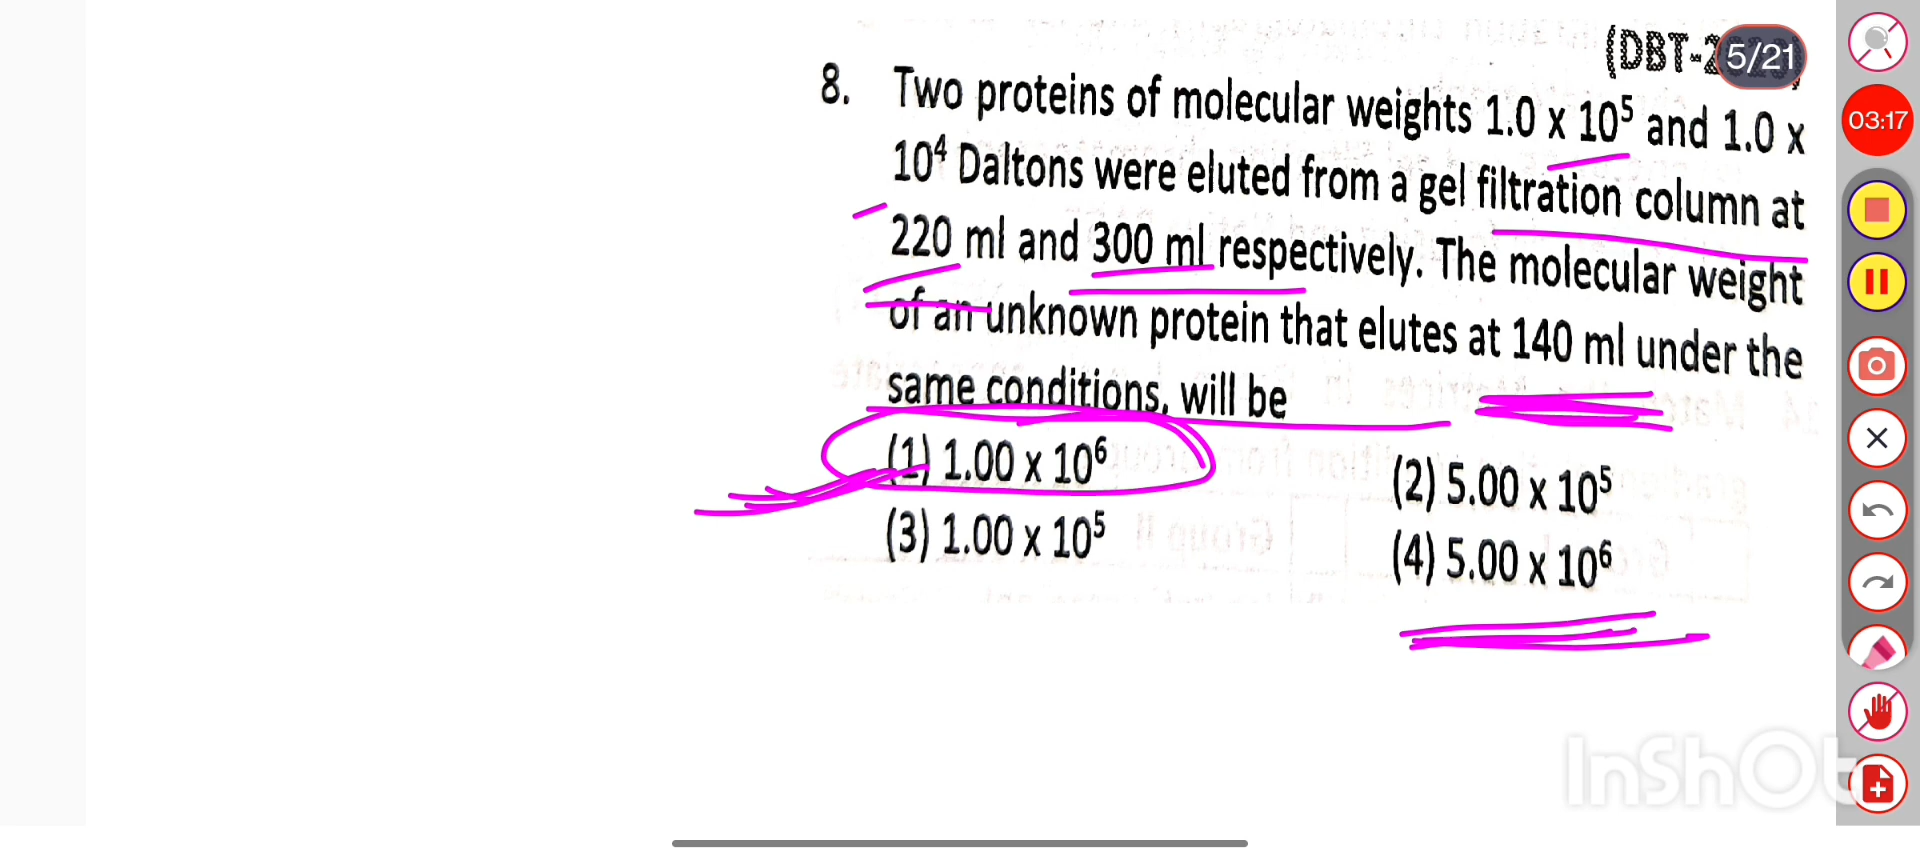 (DBT-2020)
5/21
8. Two proteins of molecular weights 1.0 x 10⁵ and 1.0 x
10⁴ Daltons were eluted from a gel filtration column at
220 ml and 300 ml respectively. The molecular weight
of an unknown protein that elutes at 140 ml under the
same conditions, will be
(1) 1.00 x 10⁶ (2) 5.00 x 10⁵
(3) 1.00 x 10⁵ (4) 5.00 x 10⁶
03:17
InShOt